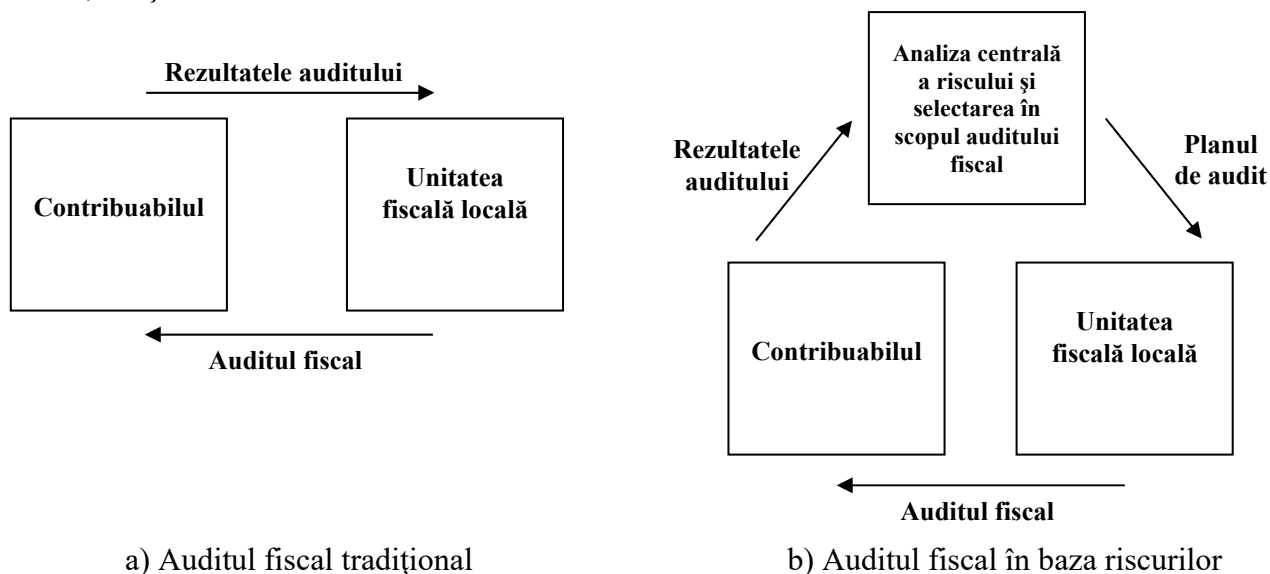 Rezultatele auditului
Contribuabilul
Unitatea
fiscală locală
Auditul fiscal
a) Auditul fiscal tradiţional
Analiza centrală
a riscului şi
selectarea în
scopul auditului
fiscal
Rezultatele
auditului
Planul
de audit
Contribuabilul
Unitatea
fiscală locală
Auditul fiscal
b) Auditul fiscal în baza riscurilor